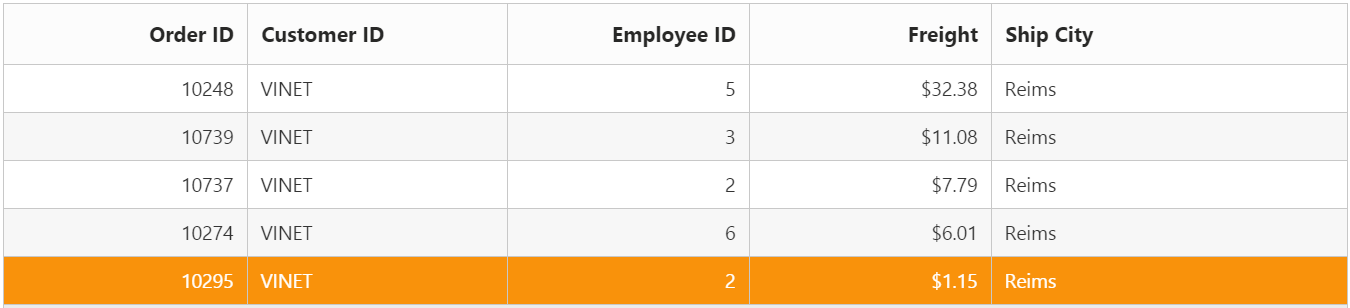 Order ID Customer ID Employee ID Freight Ship City
10248 VINET 5 $32.38 Reims
10739 VINET 3 $11.08 Reims
10737 VINET 2 $7.79 Reims
10274 VINET 6 $6.01 Reims
10295 VINET 2 $1.15 Reims